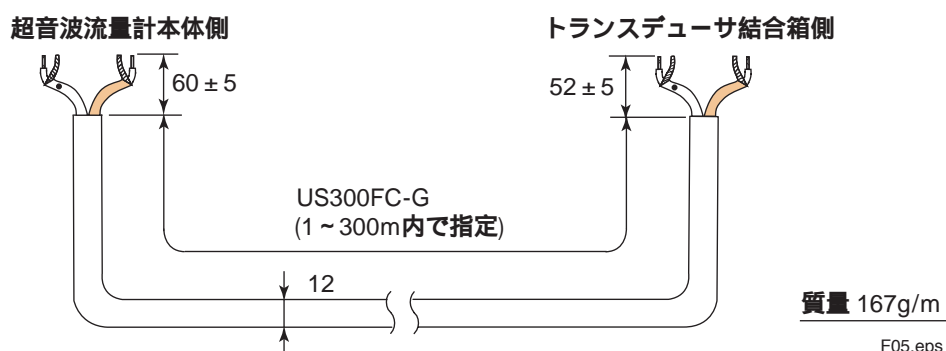 超音波流量計本体側
トランスデューサ結合箱側
60±5
52±5
US300FC-G
(1~300m内で指定)
12
質量 167g/m
F05.eps